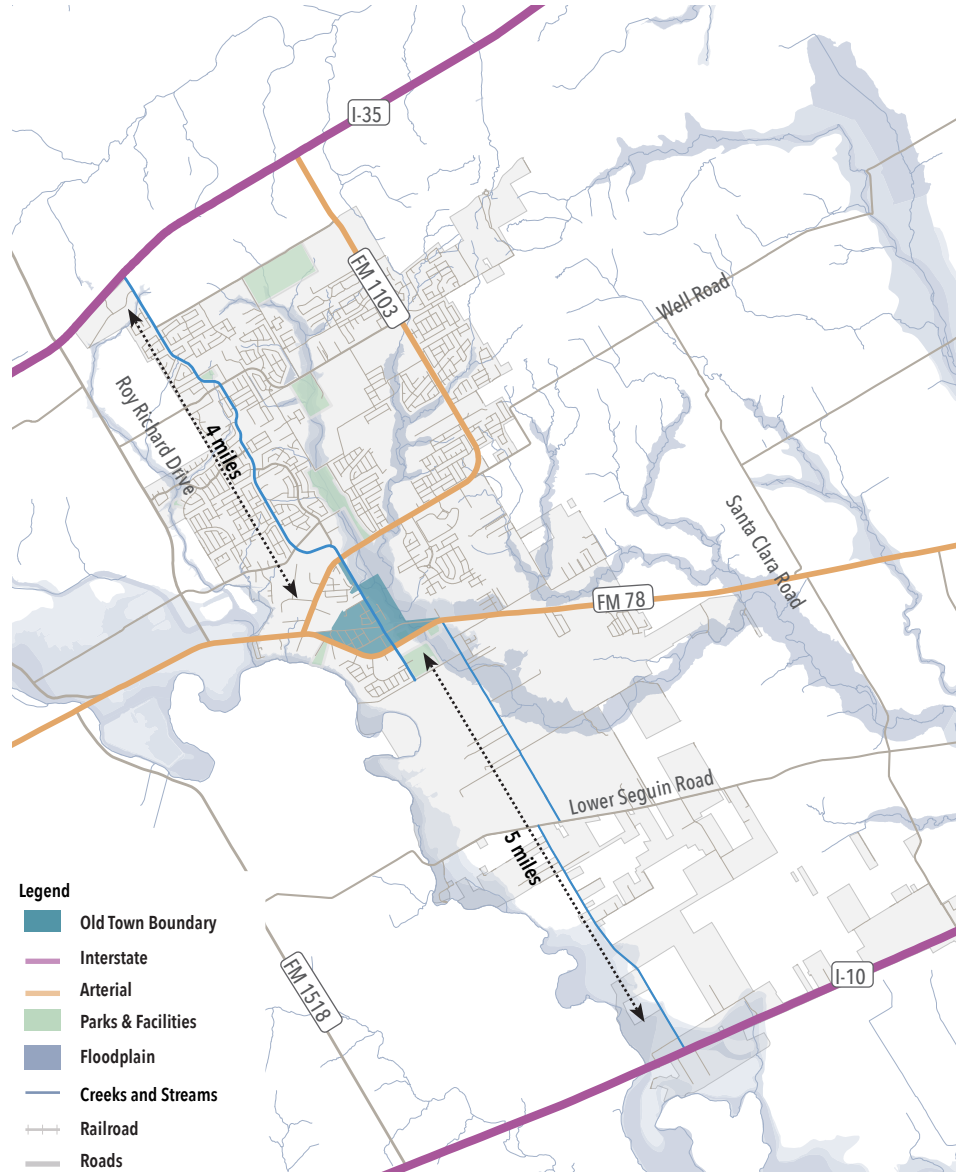 I-35
FM 1103
Well Road
Roy Richard Drive
4 miles
Santa Clara Road
FM 78
Lower Seguin Road
5 miles
I-10
FM 1518
Legend
Old Town Boundary
Interstate
Arterial
Parks & Facilities
Floodplain
Creeks and Streams
Railroad
Roads